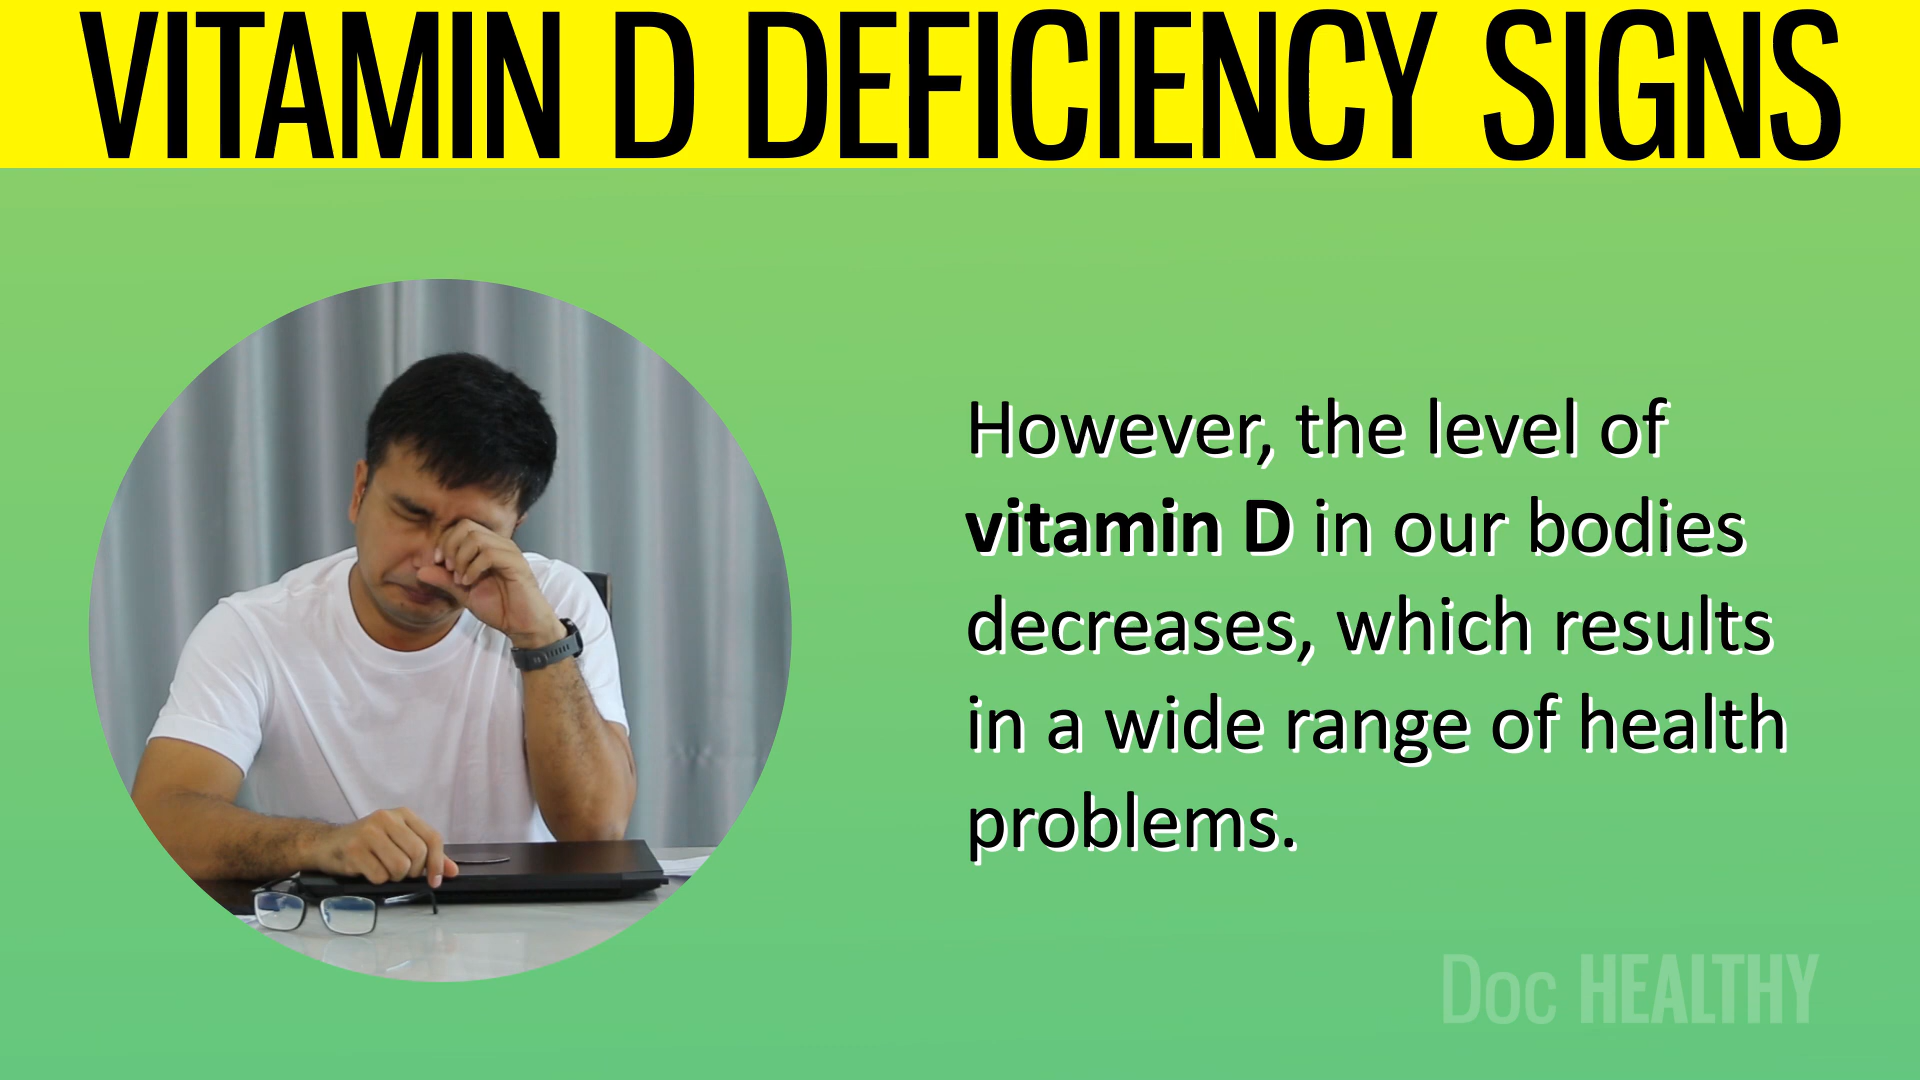 VITAMIN D DEFICIENCY SIGNS
However, the level of
vitamin D in our bodies
decreases, which results
in a wide range of health
problems.
Doc HEALTHY